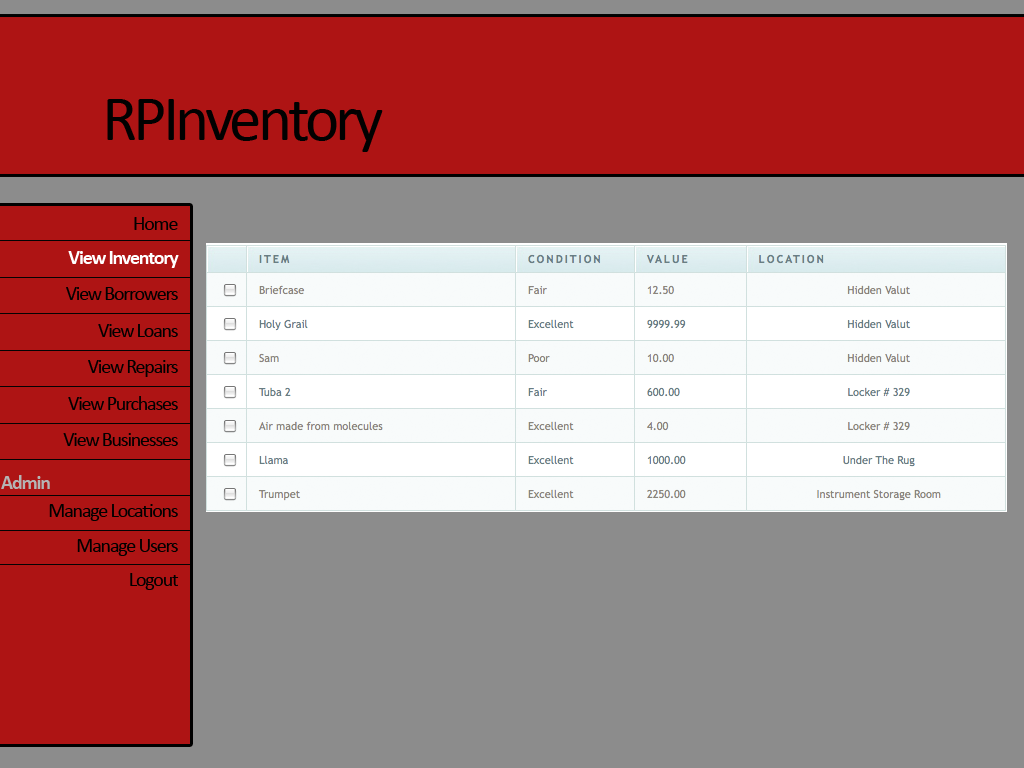 RPInventory
Home
View Inventory
View Borrowers
View Loans
View Repairs
View Purchases
View Businesses
Admin
Manage Locations
Manage Users
Logout
ITEM CONDITION VALUE LOCATION
Briefcase Fair 12.50 Hidden Valut
Holy Grail Excellent 9999.99 Hidden Valut
Sam Poor 10.00 Hidden Valut
Tuba 2 Fair 600.00 Locker # 329
Air made from molecules Excellent 4.00 Locker # 329
Llama Excellent 1000.00 Under The Rug
Trumpet Excellent 2250.00 Instrument Storage Room